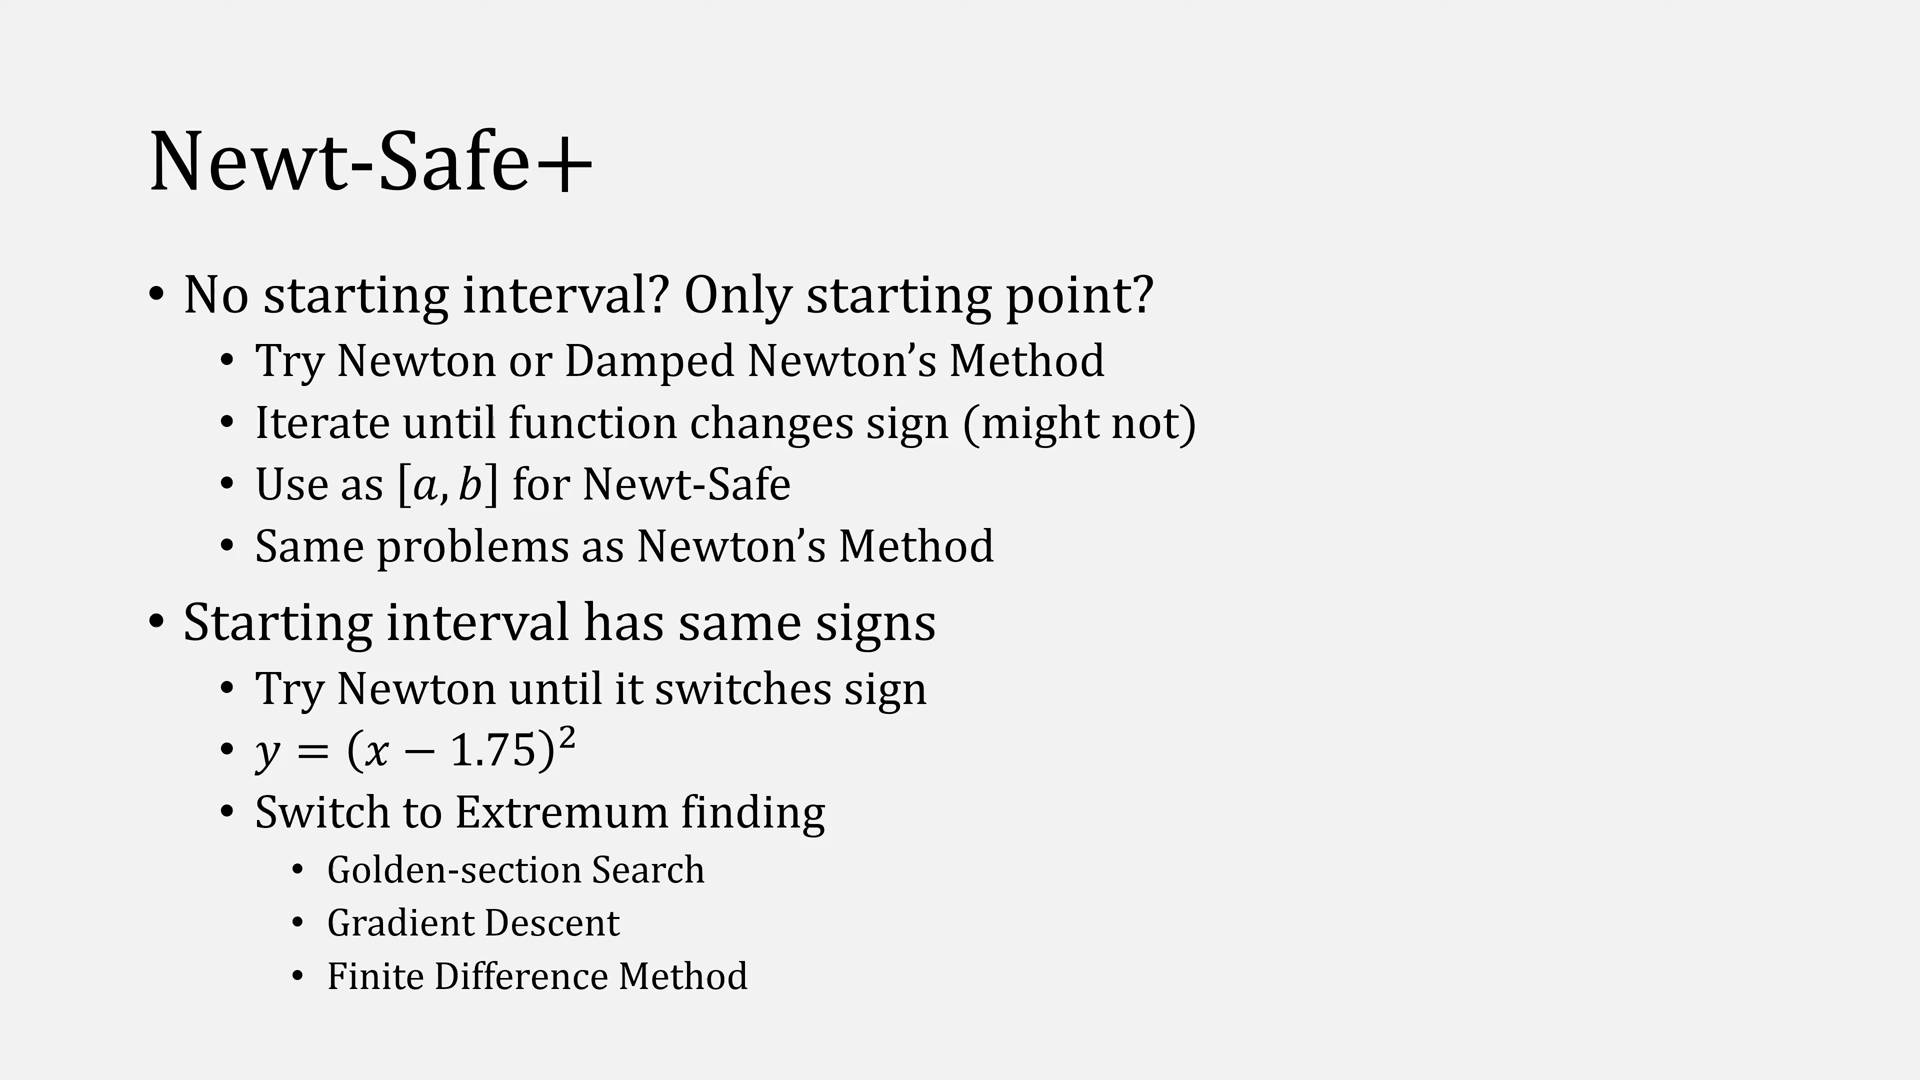 Newt-Safe+
• No starting interval? Only starting point?
• Try Newton or Damped Newton’s Method
• Iterate until function changes sign (might not)
• Use as [a, b] for Newt-Safe
• Same problems as Newton’s Method
• Starting interval has same signs
• Try Newton until it switches sign
• y = (x − 1.75)²
• Switch to Extremum finding
• Golden-section Search
• Gradient Descent
• Finite Difference Method